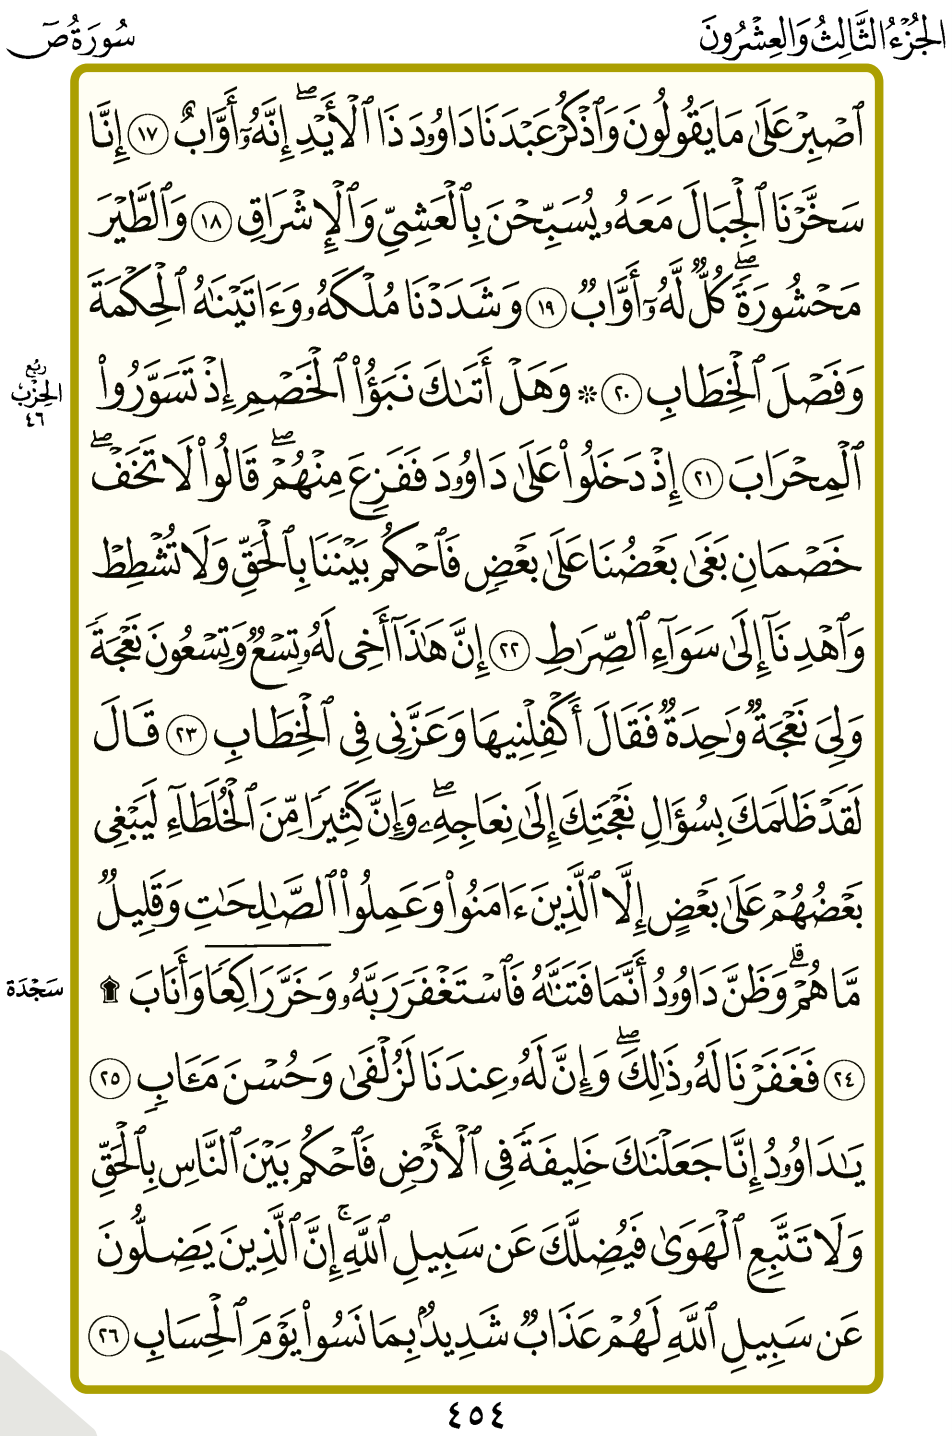 الجُزْءُ الثَّالِثُ وَالعِشْرُونَ
سُورَةُ صٓ
ٱصْبِرْ عَلَىٰ مَا يَقُولُونَ وَٱذْكُرْ عَبْدَنَا دَاوُۥدَ ذَا ٱلْأَيْدِۖ إِنَّهُۥٓ أَوَّابٌ ١٧ إِنَّا
سَخَّرْنَا ٱلْجِبَالَ مَعَهُۥ يُسَبِّحْنَ بِٱلْعَشِيِّ وَٱلْإِشْرَاقِ ١٨ وَٱلطَّيْرَ
مَحْشُورَةًۖ كُلٌّ لَّهُۥٓ أَوَّابٌ ١٩ وَشَدَدْنَا مُلْكَهُۥ وَءَاتَيْنَٰهُ ٱلْحِكْمَةَ
وَفَصْلَ ٱلْخِطَابِ ٢٠ ۞ وَهَلْ أَتَىٰكَ نَبَؤُا۟ ٱلْخَصْمِ إِذْ تَسَوَّرُوا۟
رُبُع
الحِزْب
٤٦
ٱلْمِحْرَابَ ٢١ إِذْ دَخَلُوا۟ عَلَىٰ دَاوُۥدَ فَفَزِعَ مِنْهُمْۖ قَالُوا۟ لَا تَخَفْۖ
خَصْمَانِ بَغَىٰ بَعْضُنَا عَلَىٰ بَعْضٍ فَٱحْكُم بَيْنَنَا بِٱلْحَقِّ وَلَا تُشْطِطْ
وَٱهْدِنَآ إِلَىٰ سَوَآءِ ٱلصِّرَٰطِ ٢٢ إِنَّ هَٰذَآ أَخِى لَهُۥ تِسْعٌ وَتِسْعُونَ نَعْجَةً
وَلِىَ نَعْجَةٌ وَٰحِدَةٌ فَقَالَ أَكْفِلْنِيهَا وَعَزَّنِى فِى ٱلْخِطَابِ ٢٣ قَالَ
لَقَدْ ظَلَمَكَ بِسُؤَالِ نَعْجَتِكَ إِلَىٰ نِعَاجِهِۦۖ وَإِنَّ كَثِيرًا مِّنَ ٱلْخُلَطَآءِ لَيَبْغِى
بَعْضُهُمْ عَلَىٰ بَعْضٍ إِلَّا ٱلَّذِينَ ءَامَنُوا۟ وَعَمِلُوا۟ ٱلصَّٰلِحَٰتِ وَقَلِيلٌ
مَّا هُمْۗ وَظَنَّ دَاوُۥدُ أَنَّمَا فَتَنَّٰهُ فَٱسْتَغْفَرَ رَبَّهُۥ وَخَرَّ رَاكِعًا وَأَنَابَ ۩
سَجْدَة
٢٤ فَغَفَرْنَا لَهُۥ ذَٰلِكَۖ وَإِنَّ لَهُۥ عِندَنَا لَزُلْفَىٰ وَحُسْنَ مَـَٔابٍ ٢٥
يَٰدَاوُۥدُ إِنَّا جَعَلْنَٰكَ خَلِيفَةً فِى ٱلْأَرْضِ فَٱحْكُم بَيْنَ ٱلنَّاسِ بِٱلْحَقِّ
وَلَا تَتَّبِعِ ٱلْهَوَىٰ فَيُضِلَّكَ عَن سَبِيلِ ٱللَّهِۚ إِنَّ ٱلَّذِينَ يَضِلُّونَ
عَن سَبِيلِ ٱللَّهِ لَهُمْ عَذَابٌ شَدِيدٌۢ بِمَا نَسُوا۟ يَوْمَ ٱلْحِسَابِ ٢٦
٤٥٤